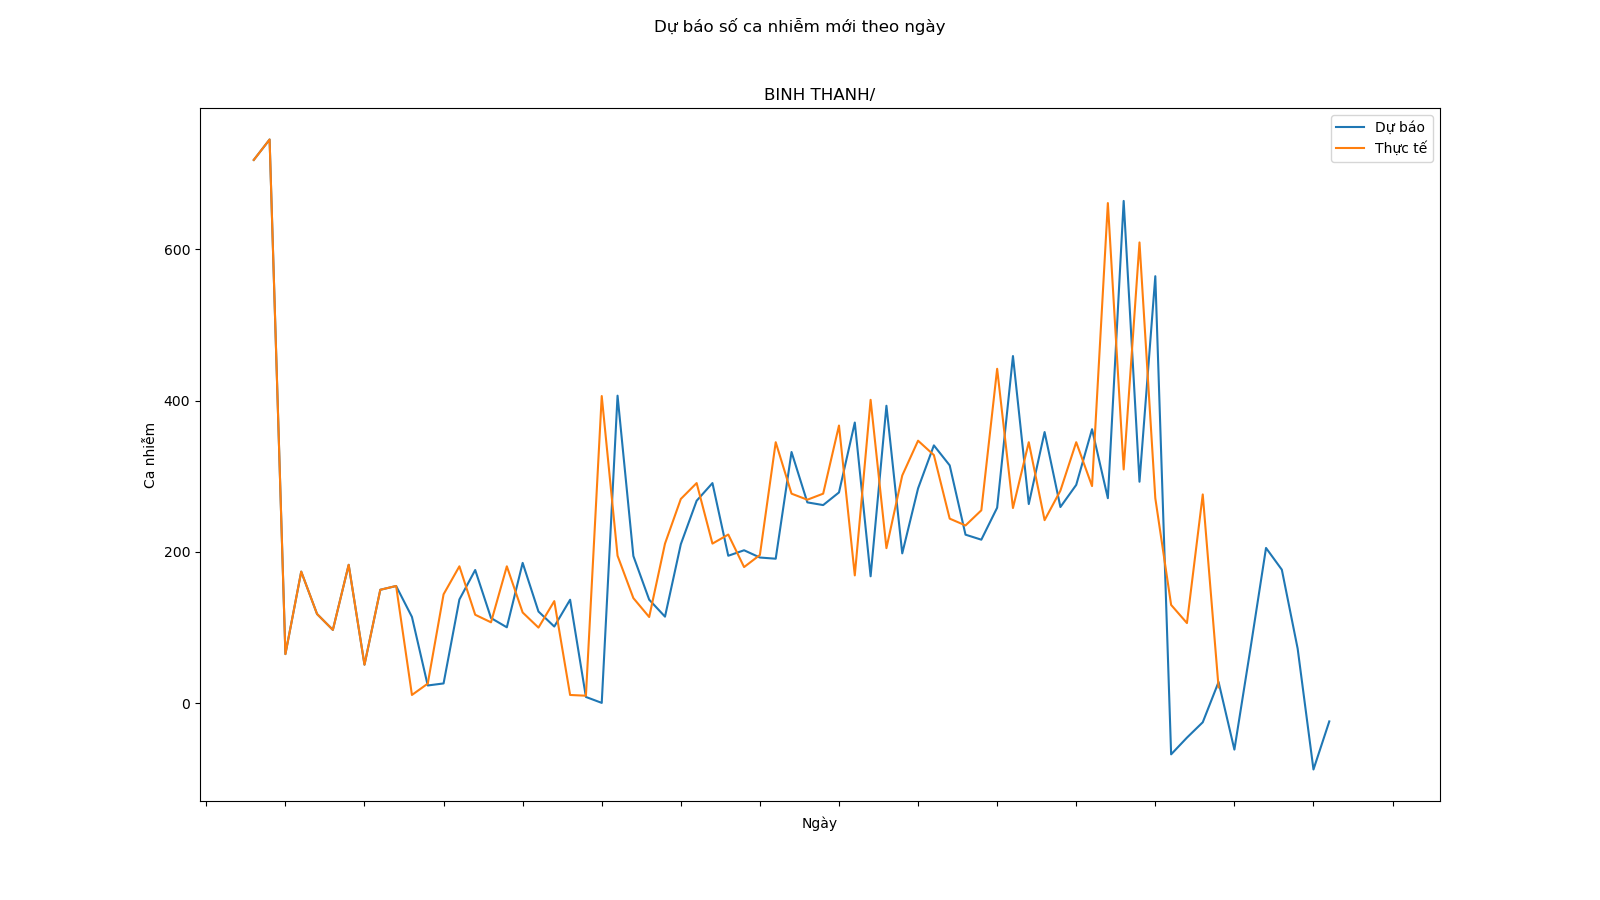 Dự báo số ca nhiễm mới theo ngày
BINH THANH/
Dự báo
Thực tế
600
400
200
0
Ca nhiễm
Ngày